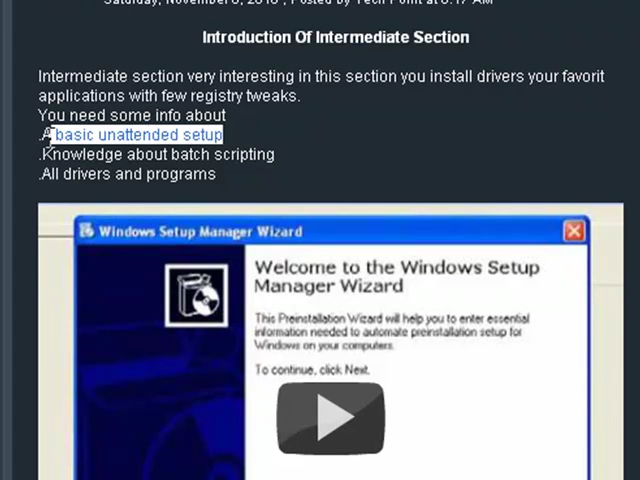 Introduction Of Intermediate Section
Intermediate section very interesting in this section you install drivers your favorit
applications with few registry tweaks.
You need some info about
.A basic unattended setup
.Knowledge about batch scripting
.All drivers and programs
Windows Setup Manager Wizard
Welcome to the Windows Setup
Manager Wizard
This Preinstallation Wizard will help you to enter essential
information needed to automate preinstallation setup for
Windows on your computers.
To continue, click Next.